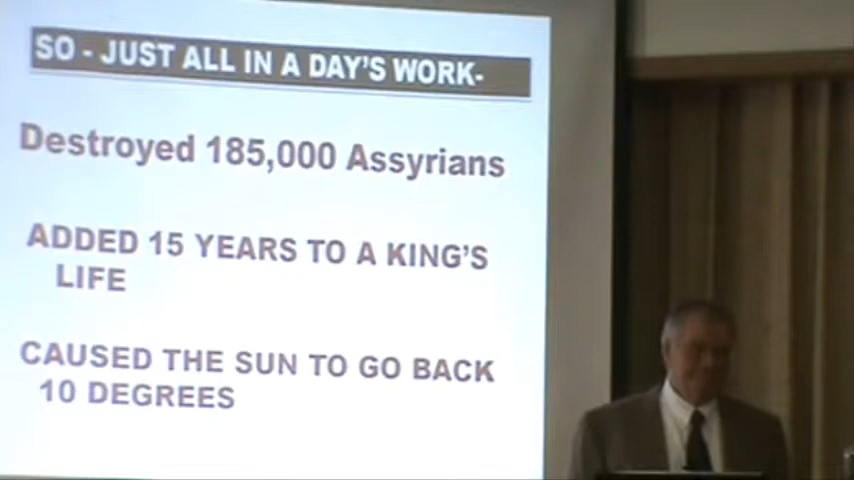 SO - JUST ALL IN A DAY'S WORK-
Destroyed 185,000 Assyrians
ADDED 15 YEARS TO A KING'S
LIFE
CAUSED THE SUN TO GO BACK
10 DEGREES